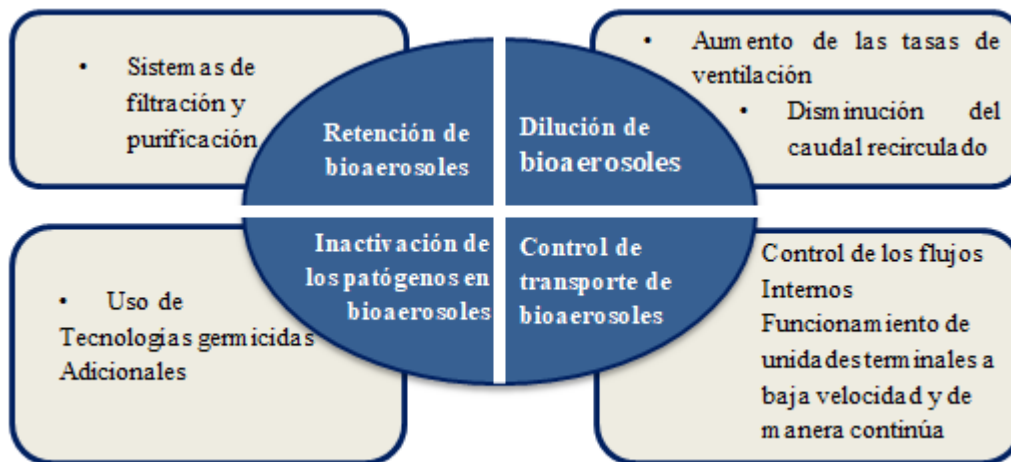 • Sistemas de
filtración y
purificación
Retención de
bioaerosoles
Dilución de
bioaerosoles
• Aumento de las tasas de
ventilación
• Disminución del
caudal recirculado
• Uso de
Tecnologías germicidas
Adicionales
Inactivación de
los patógenos en
bioaerosoles
Control de
transporte de
bioaerosoles
Control de los flujos
Internos
Funcionamiento de
unidades terminales a
baja velocidad y de
manera continúa